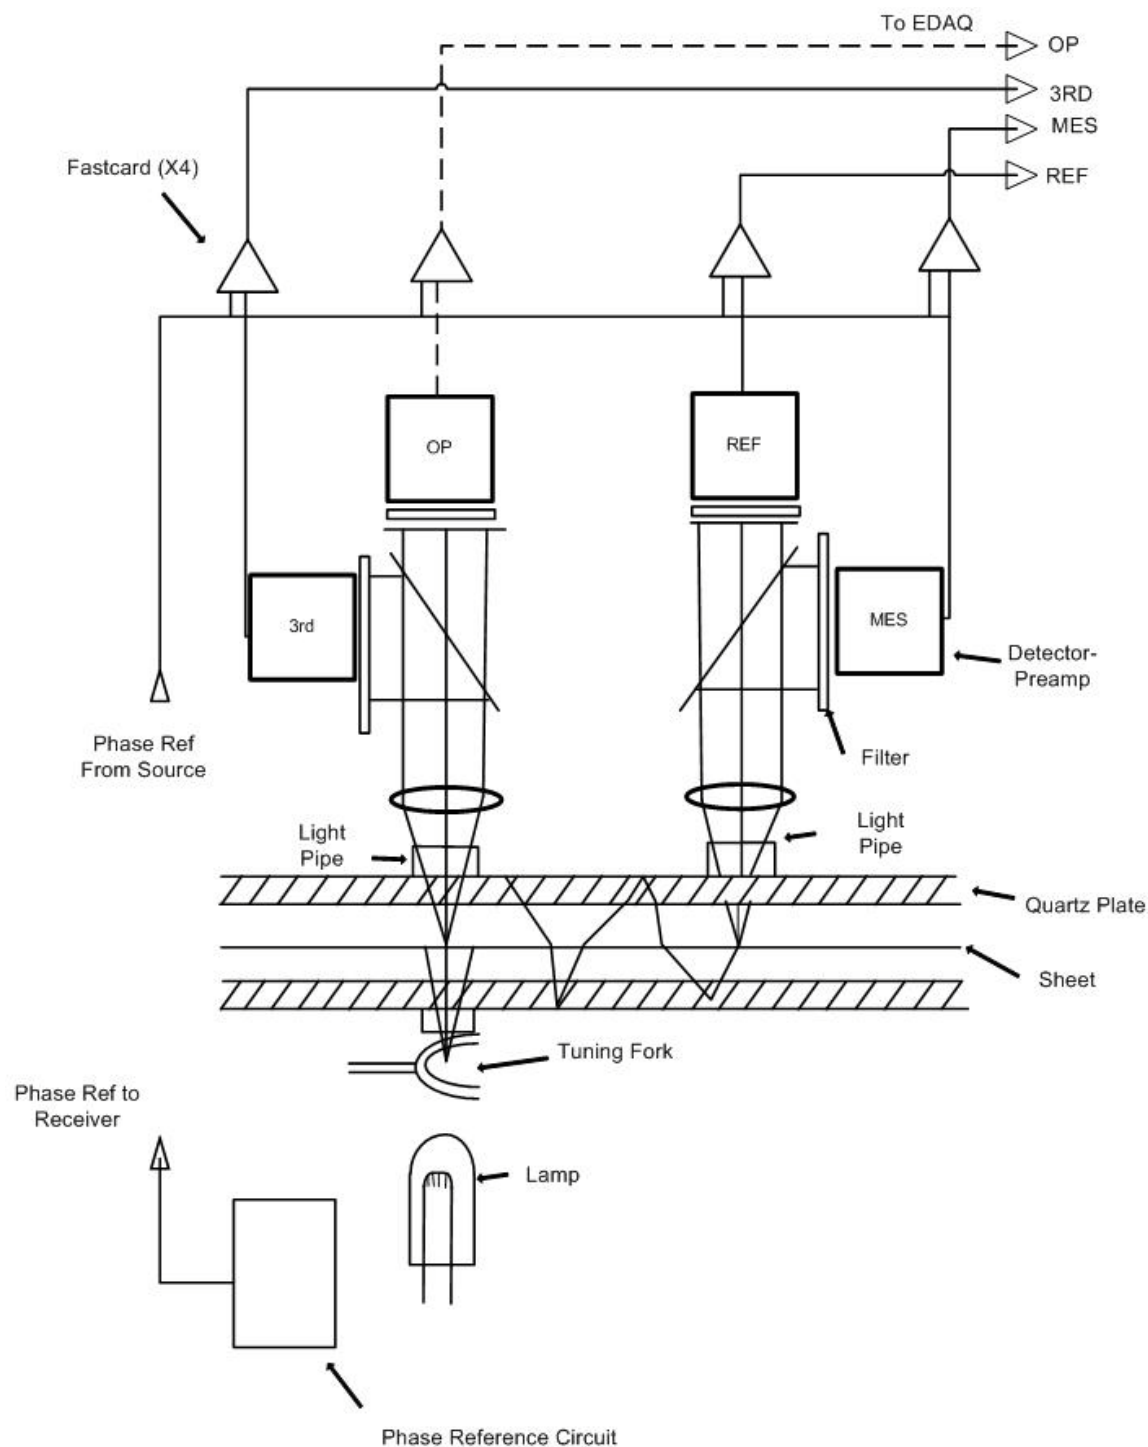 To EDAQ
OP
3RD
MES
REF
Fastcard (X4)
OP
REF
3rd
MES
Detector-
Preamp
Phase Ref
From Source
Filter
Light
Pipe
Light
Pipe
Quartz Plate
Sheet
Tuning Fork
Phase Ref to
Receiver
Lamp
Phase Reference Circuit